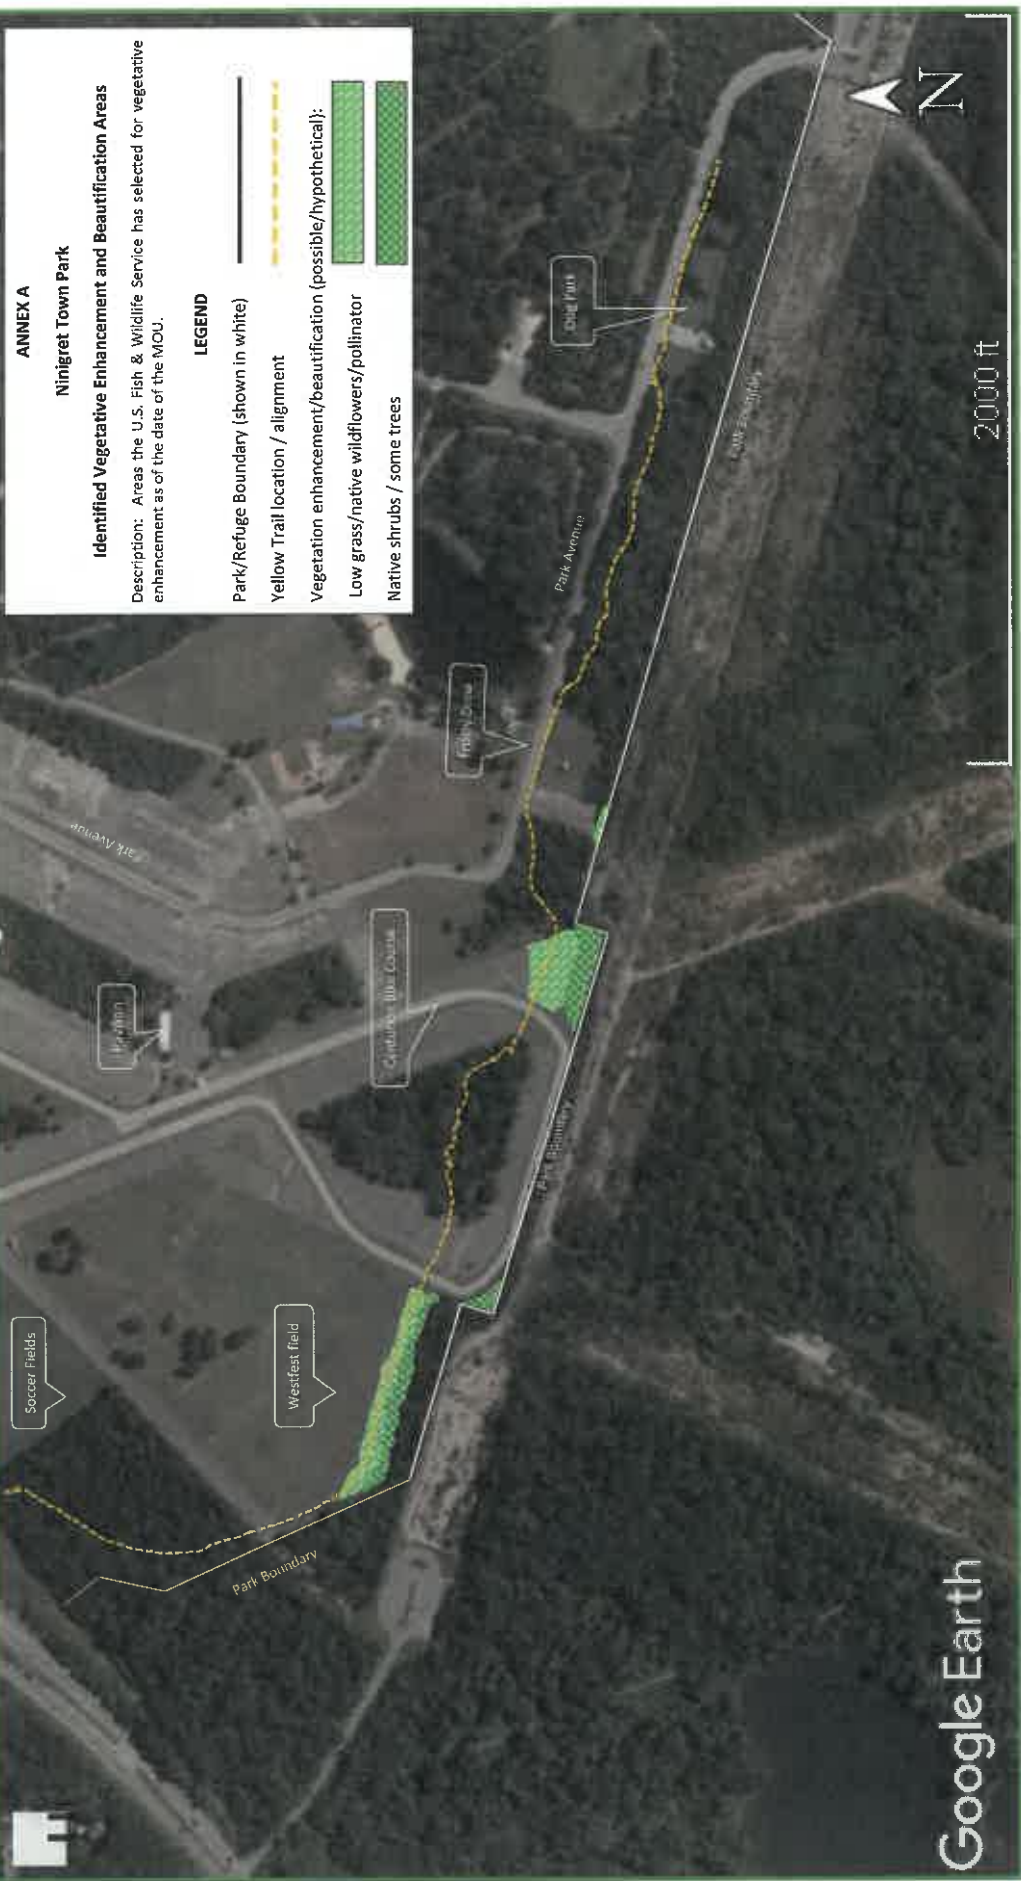 ANNEX A
Ninigret Town Park
Identified Vegetative Enhancement and Beautification Areas
Description: Areas the U.S. Fish & Wildlife Service has selected for vegetative
enhancement as of the date of the MOU.
LEGEND
Park/Refuge Boundary (shown in white)
Yellow Trail location / alignment
Vegetation enhancement/beautification (possible/hypothetical):
Low grass/native wildflowers/pollinator
Native shrubs / some trees
Soccer Fields
Westfest field
Park Boundary
Park Avenue
Park Boundary
Park Avenue
Dog Park
Park Boundary
Google Earth
2000 ft
N